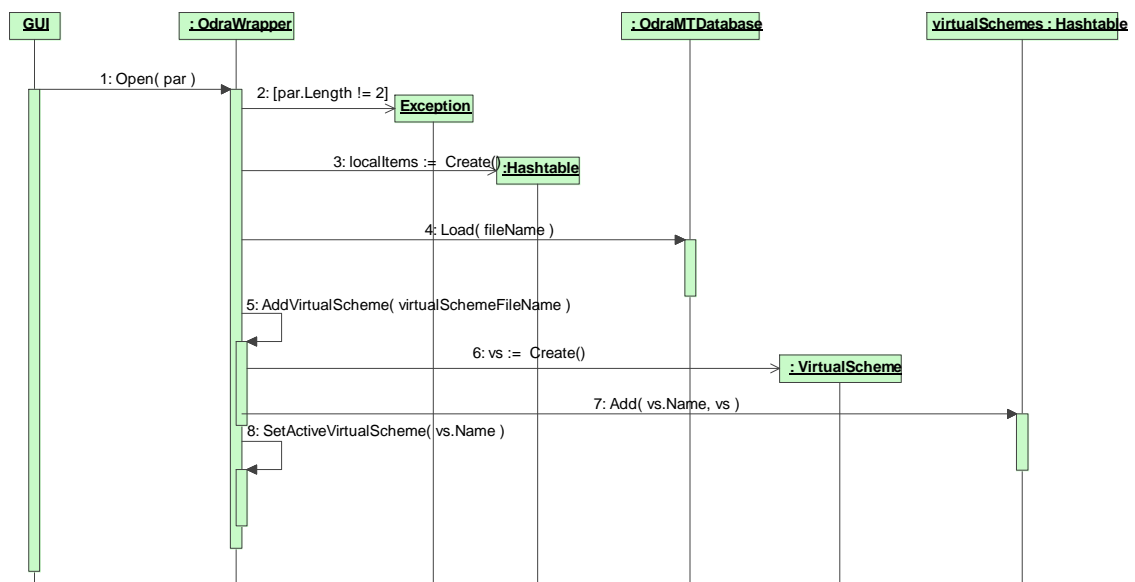 GUI
: OdraWrapper
: OdraMTDatabase
virtualSchemes : Hashtable
1: Open( par )
2: [par.Length != 2]
Exception
3: localItems := Create()
:Hashtable
4: Load( fileName )
5: AddVirtualScheme( virtualSchemeFileName )
6: vs := Create()
: VirtualScheme
7: Add( vs.Name, vs )
8: SetActiveVirtualScheme( vs.Name )